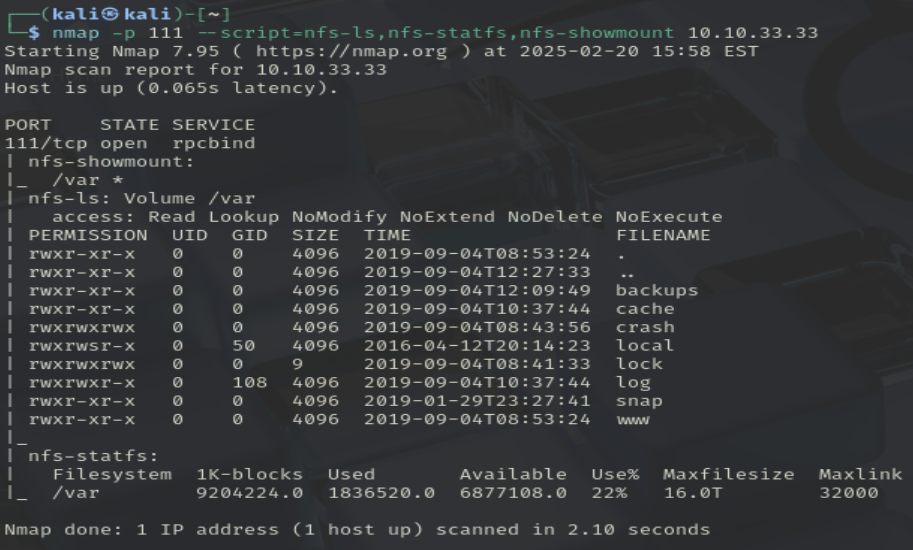 ┌──(kali㉿kali)-[~]
└─$ nmap -p 111 --script=nfs-ls,nfs-statfs,nfs-showmount 10.10.33.33
Starting Nmap 7.95 ( https://nmap.org ) at 2025-02-20 15:58 EST
Nmap scan report for 10.10.33.33
Host is up (0.065s latency).

PORT    STATE SERVICE
111/tcp open  rpcbind
| nfs-showmount:
|_  /var *
| nfs-ls: Volume /var
|   access: Read Lookup NoModify NoExtend NoDelete NoExecute
| PERMISSION  UID  GID  SIZE  TIME                 FILENAME
| rwxr-xr-x   0    0    4096  2019-09-04T08:53:24  .
| rwxr-xr-x   0    0    4096  2019-09-04T12:27:33  ..
| rwxr-xr-x   0    0    4096  2019-09-04T12:09:49  backups
| rwxr-xr-x   0    0    4096  2019-09-04T10:37:44  cache
| rwxrwxrwx   0    0    4096  2019-09-04T08:43:56  crash
| rwxrwsr-x   0    50   4096  2016-04-12T20:14:23  local
| rwxrwxrwx   0    0    9     2019-09-04T08:41:33  lock
| rwxrwxr-x   0    108  4096  2019-09-04T10:37:44  log
| rwxr-xr-x   0    0    4096  2019-01-29T23:27:41  snap
| rwxr-xr-x   0    0    4096  2019-09-04T08:53:24  www
|_
| nfs-statfs:
|   Filesystem  1K-blocks  Used       Available  Use%  Maxfilesize  Maxlink
|_  /var        9204224.0  1836520.0  6877108.0  22%   16.0T        32000

Nmap done: 1 IP address (1 host up) scanned in 2.10 seconds